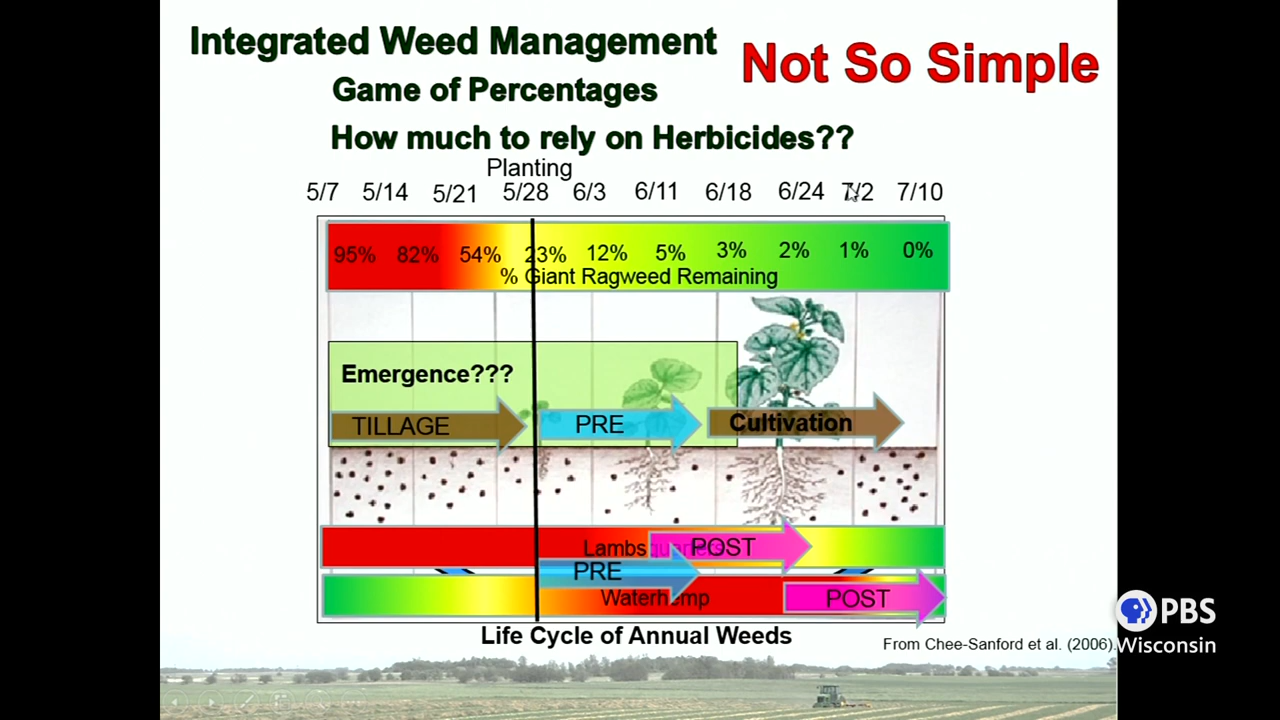 Integrated Weed Management
Not So Simple
Game of Percentages
How much to rely on Herbicides??
Planting
5/7 5/14 5/21 5/28 6/3 6/11 6/18 6/24 7/2 7/10
95% 82% 54% 23% 12% 5% 3% 2% 1% 0%
% Giant Ragweed Remaining
Emergence???
TILLAGE PRE Cultivation
Lambsquarters POST
PRE
Waterhemp POST
Life Cycle of Annual Weeds
From Chee-Sanford et al. (2006).
PBS
Wisconsin